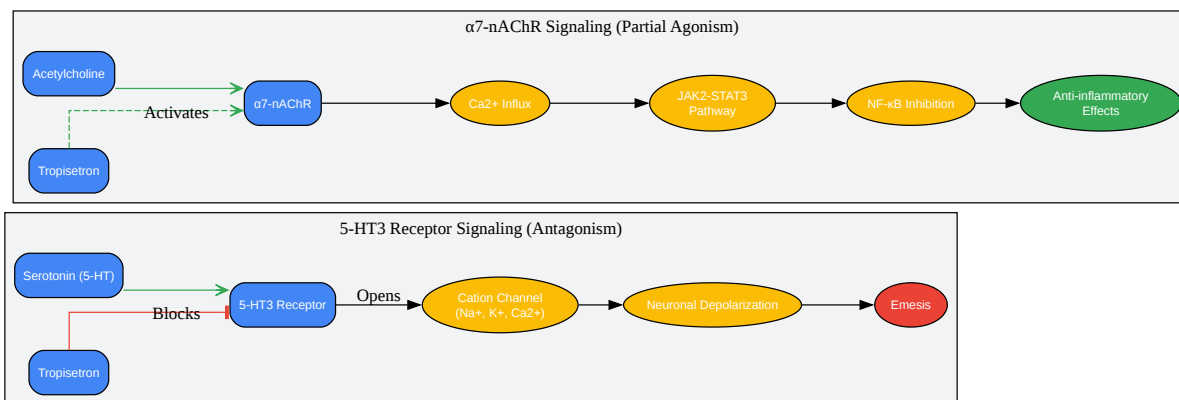 α7-nAChR Signaling (Partial Agonism)
Acetylcholine
Activates
Tropisetron
α7-nAChR
Ca2+ Influx
JAK2-STAT3
Pathway
NF-κB Inhibition
Anti-inflammatory
Effects
5-HT3 Receptor Signaling (Antagonism)
Serotonin (5-HT)
Blocks
Tropisetron
5-HT3 Receptor
Opens
Cation Channel
(Na+, K+, Ca2+)
Neuronal Depolarization
Emesis